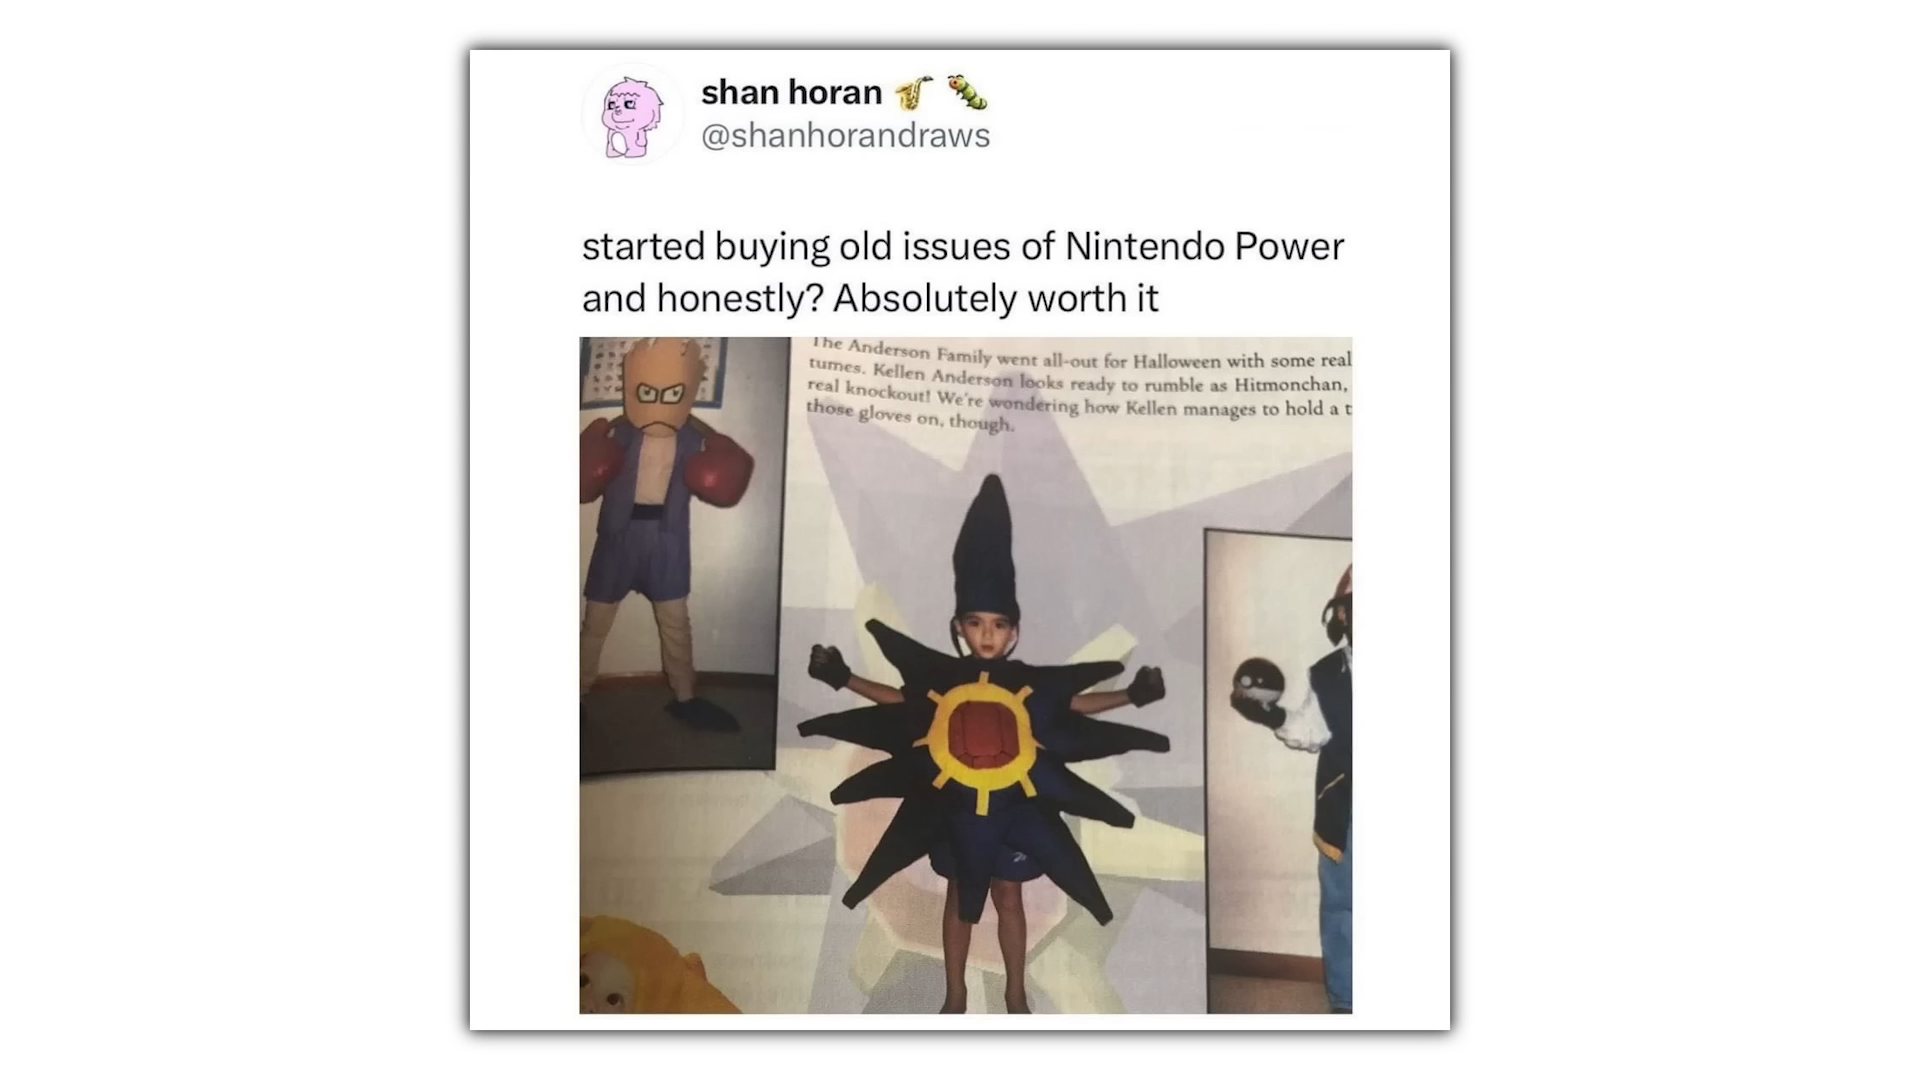 shan horan
@shanhorandraws
started buying old issues of Nintendo Power
and honestly? Absolutely worth it
The Anderson Family went all-out for Halloween with some real
tumes. Kellen Anderson looks ready to rumble as Hitmonchan,
real knockout! We're wondering how Kellen manages to hold a t
those gloves on, though.